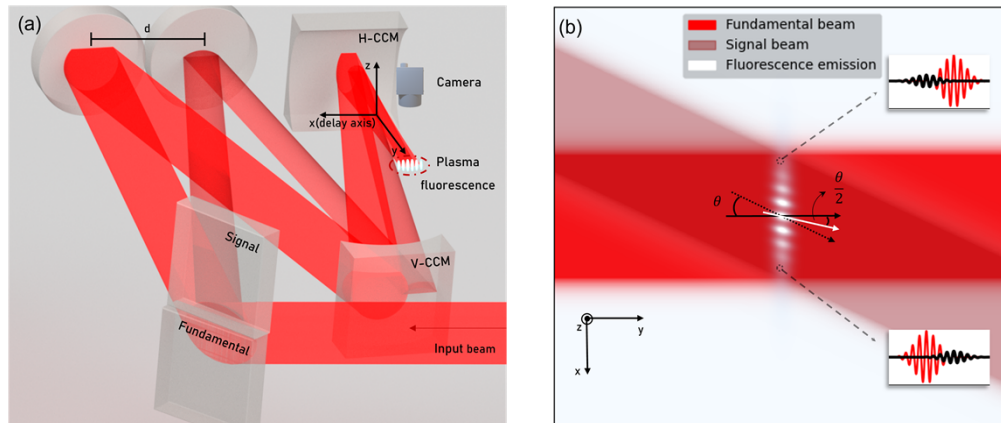 (a)
d
H-CCM
z
Camera
x(delay axis)
y
Plasma
fluorescence
Signal
V-CCM
Fundamental
Input beam
(b)
Fundamental beam
Signal beam
Fluorescence emission
θ
θ/2
z
y
x